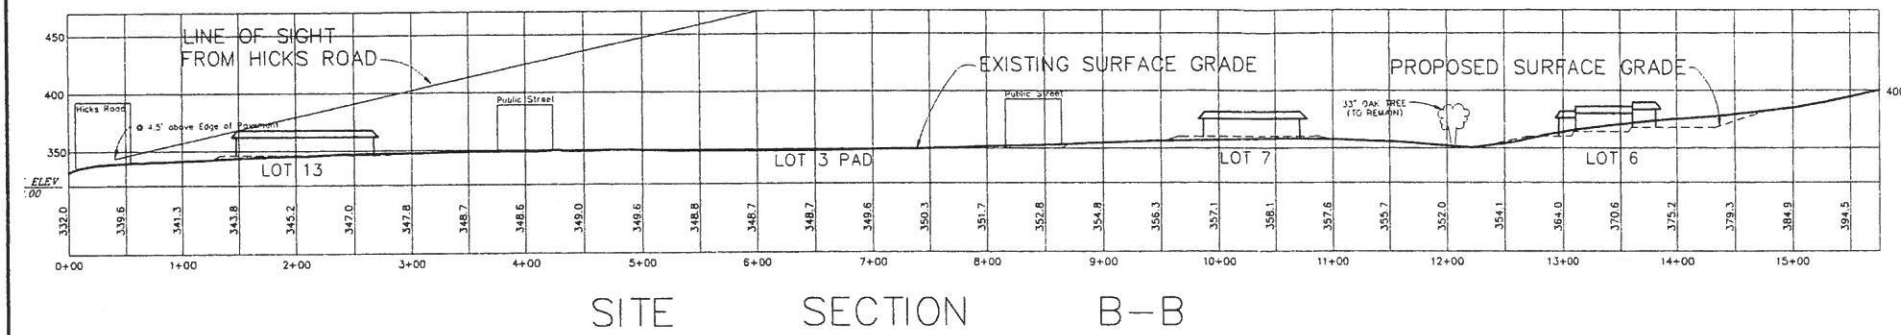 450
400
350
ELEV
LINE OF SIGHT
FROM HICKS ROAD
Hicks Road
@ 4.5' above Edge of Pavement
LOT 13
Public Street
LOT 3 PAD
EXISTING SURFACE GRADE
Public Street
LOT 7
33" OAK TREE
(TO REMAIN)
PROPOSED SURFACE GRADE
LOT 6
400
332.0 339.6 341.3 343.8 345.2 347.0 347.8 348.7 348.6 349.0 349.6 348.8 348.7 348.7 349.6 350.3 351.7 352.8 354.8 356.3 357.1 358.1 357.6 355.7 352.0 354.1 364.0 370.6 375.2 379.3 384.9 394.5
0+00 1+00 2+00 3+00 4+00 5+00 6+00 7+00 8+00 9+00 10+00 11+00 12+00 13+00 14+00 15+00
SITE SECTION B-B